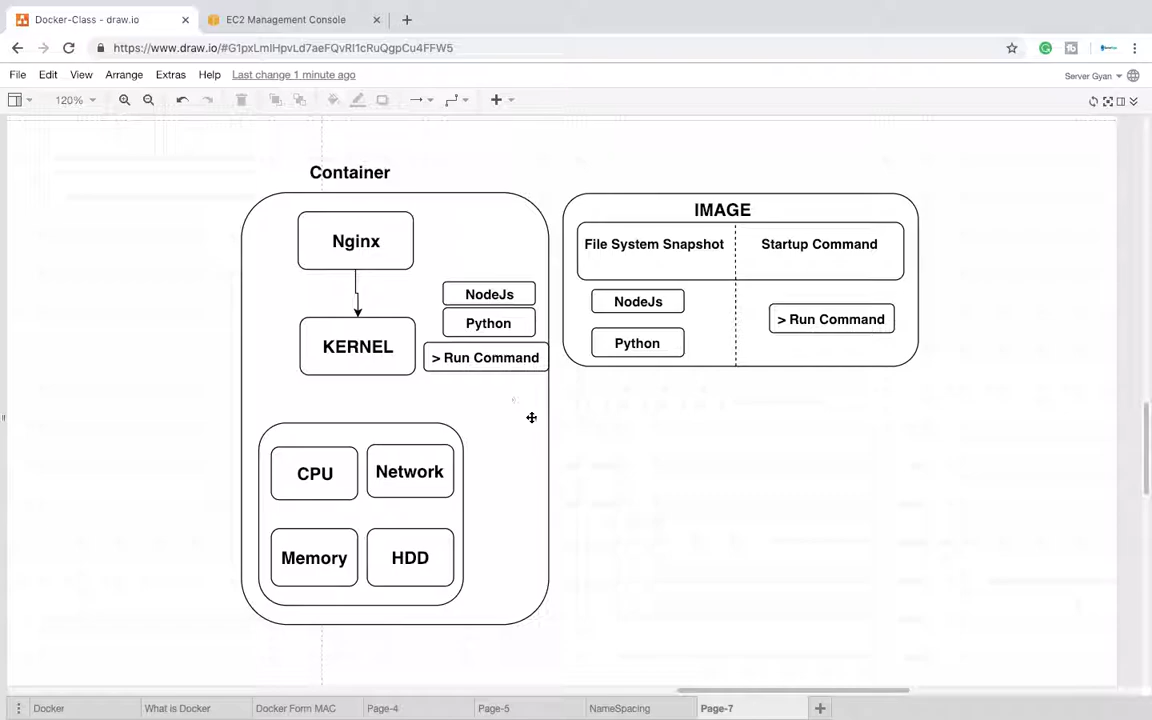 Docker-Class - draw.io
EC2 Management Console
https://www.draw.io/#G1pxLmIHpvLd7aeFQvRI1cRuQgpCu4FFW5
File Edit View Arrange Extras Help Last change 1 minute ago
Server Gyan
120%
Container
Nginx
KERNEL
NodeJs
Python
> Run Command
CPU
Network
Memory
HDD
IMAGE
File System Snapshot
Startup Command
NodeJs
Python
> Run Command
Docker
What is Docker
Docker Form MAC
Page-4
Page-5
NameSpacing
Page-7